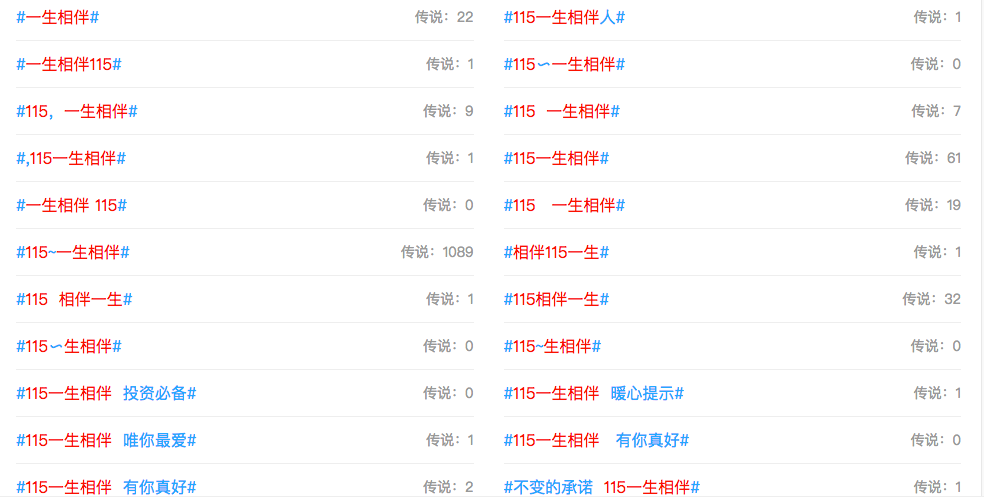 #一生相伴# 传说：22 #115一生相伴人# 传说：1
#一生相伴115# 传说：1 #115∽一生相伴# 传说：0
#115，一生相伴# 传说：9 #115 一生相伴# 传说：7
#,115一生相伴# 传说：1 #115一生相伴# 传说：61
#一生相伴 115# 传说：0 #115　一生相伴# 传说：19
#115~一生相伴# 传说：1089 #相伴115一生# 传说：1
#115 相伴一生# 传说：1 #115相伴一生# 传说：32
#115∽生相伴# 传说：0 #115~生相伴# 传说：0
#115一生相伴 投资必备# 传说：0 #115一生相伴 暖心提示# 传说：1
#115一生相伴 唯你最爱# 传说：1 #115一生相伴　有你真好# 传说：0
#115一生相伴 有你真好# 传说：2 #不变的承诺 115一生相伴# 传说：1